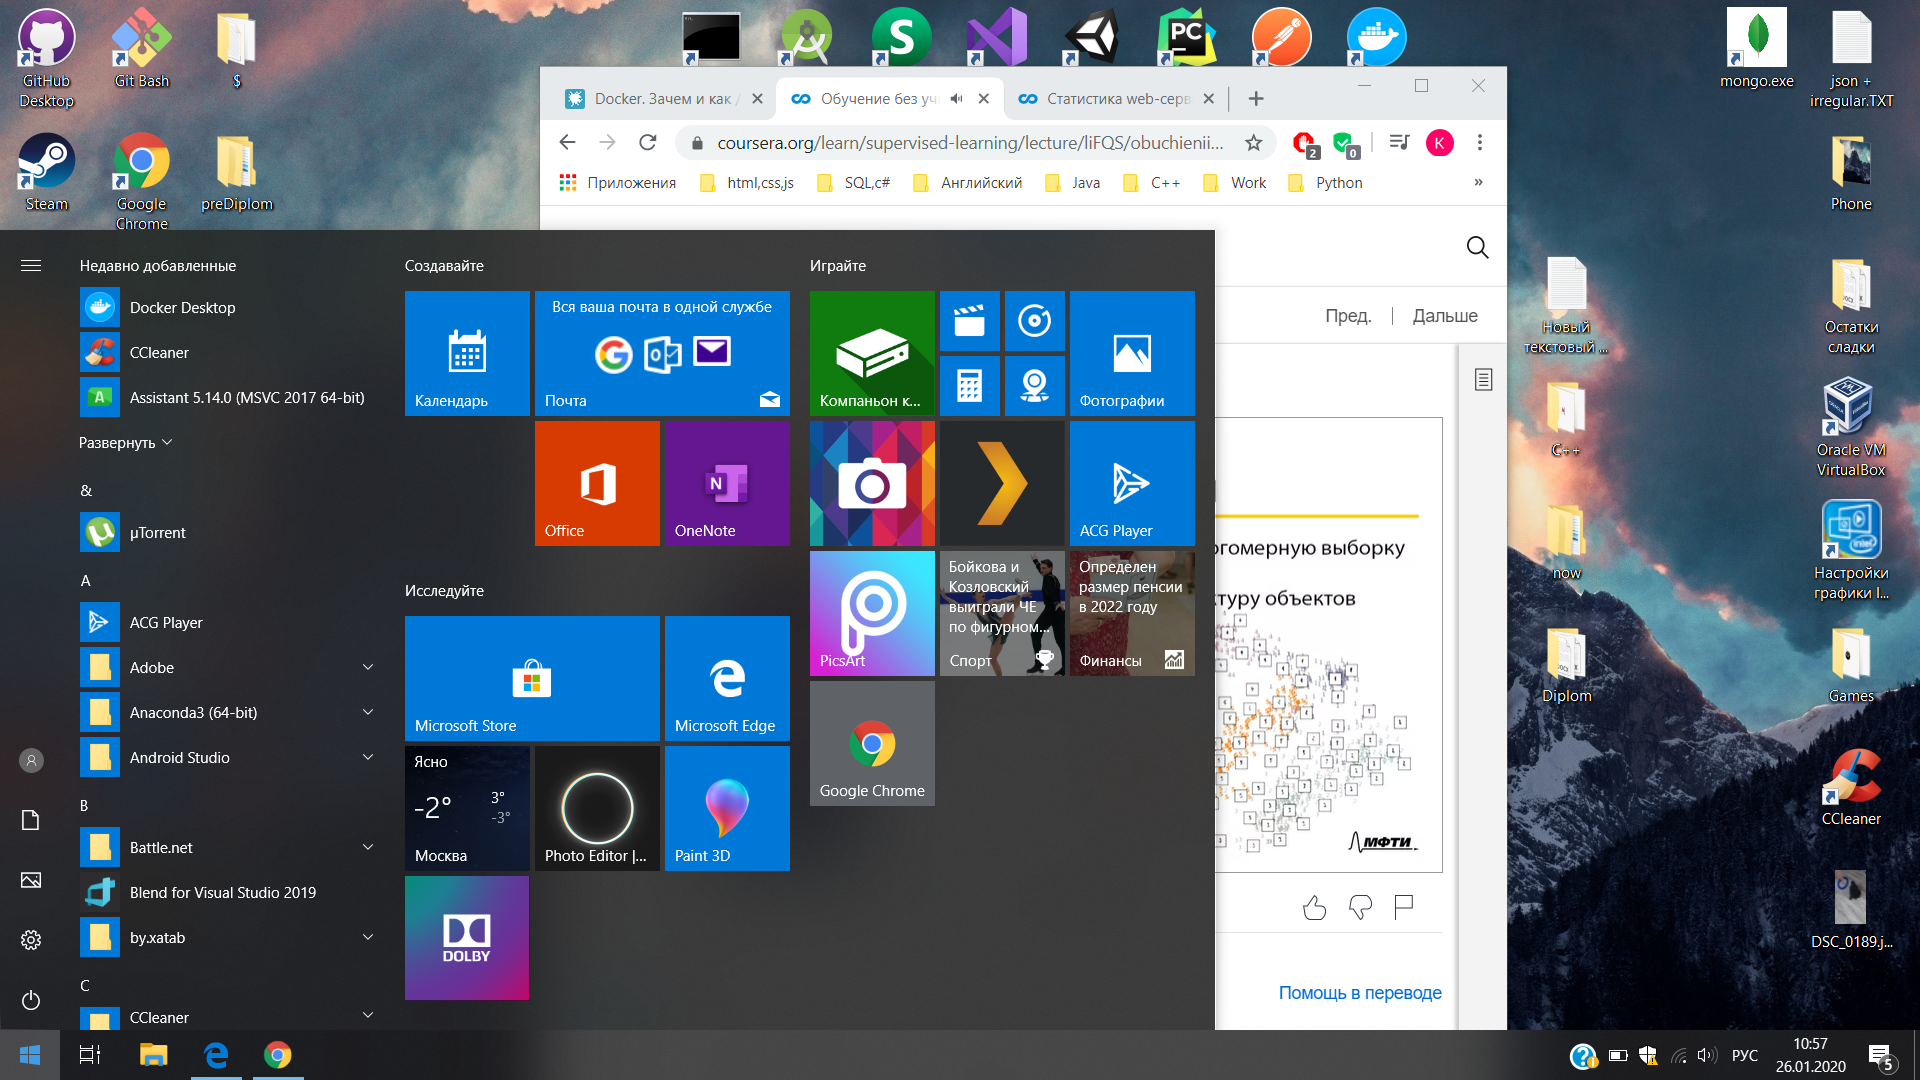 GitHub
Desktop
Git Bash
$
mongo.exe
json +
irregular.TXT
Steam
Google
Chrome
preDiplom
Phone
Docker. Зачем и как
Обучение без уч
Статистика web-серв
coursera.org/learn/supervised-learning/lecture/liFQS/obuchienii...
2
0
K
Приложения
html,css,js
SQL,c#
Английский
Java
C++
Work
Python
»
Пред.
Дальше
Недавно добавленные
Docker Desktop
CCleaner
Assistant 5.14.0 (MSVC 2017 64-bit)
Развернуть
&
µTorrent
A
ACG Player
Adobe
Anaconda3 (64-bit)
Android Studio
B
Battle.net
Blend for Visual Studio 2019
by.xatab
C
CCleaner
Создавайте
Календарь
Вся ваша почта в одной службе
Почта
Office
OneNote
Исследуйте
Microsoft Store
Microsoft Edge
Ясно
-2°
3°
-3°
Москва
Photo Editor |...
Paint 3D
DOLBY
Играйте
Компаньон к...
Фотографии
ACG Player
PicsArt
Бойкова и
Козловский
выиграли ЧЕ
по фигурном...
Спорт
Определен
размер пенсии
в 2022 году
Финансы
Google Chrome
огомерную выборку
ктуру объектов
МФТИ
Помощь в переводе
Новый
текстовый ...
Остатки
сладки
C++
Oracle VM
VirtualBox
now
Настройки
графики I...
Diplom
Games
CCleaner
DSC_0189.j...
РУС
10:57
26.01.2020
5